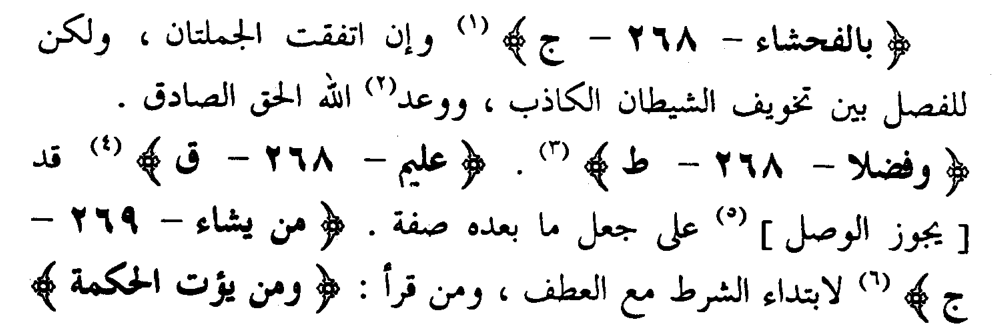 ﴿ بالفحشاء – ٢٦٨ – ج ﴾ (١) وإن اتفقت الجملتان ، ولكن
للفصل بين تخويف الشيطان الكاذب ، ووعد(٢) الله الحق الصادق .
﴿ وفضلا – ٢٦٨ – ط ﴾ (٣) . ﴿ عليم – ٢٦٨ – ق ﴾ (٤) قد
[ يجوز الوصل ] (٥) على جعل ما بعده صفة . ﴿ من يشاء – ٢٦٩ –
ج ﴾ (٦) لابتداء الشرط مع العطف ، ومن قرأ : ﴿ ومن يؤت الحكمة ﴾